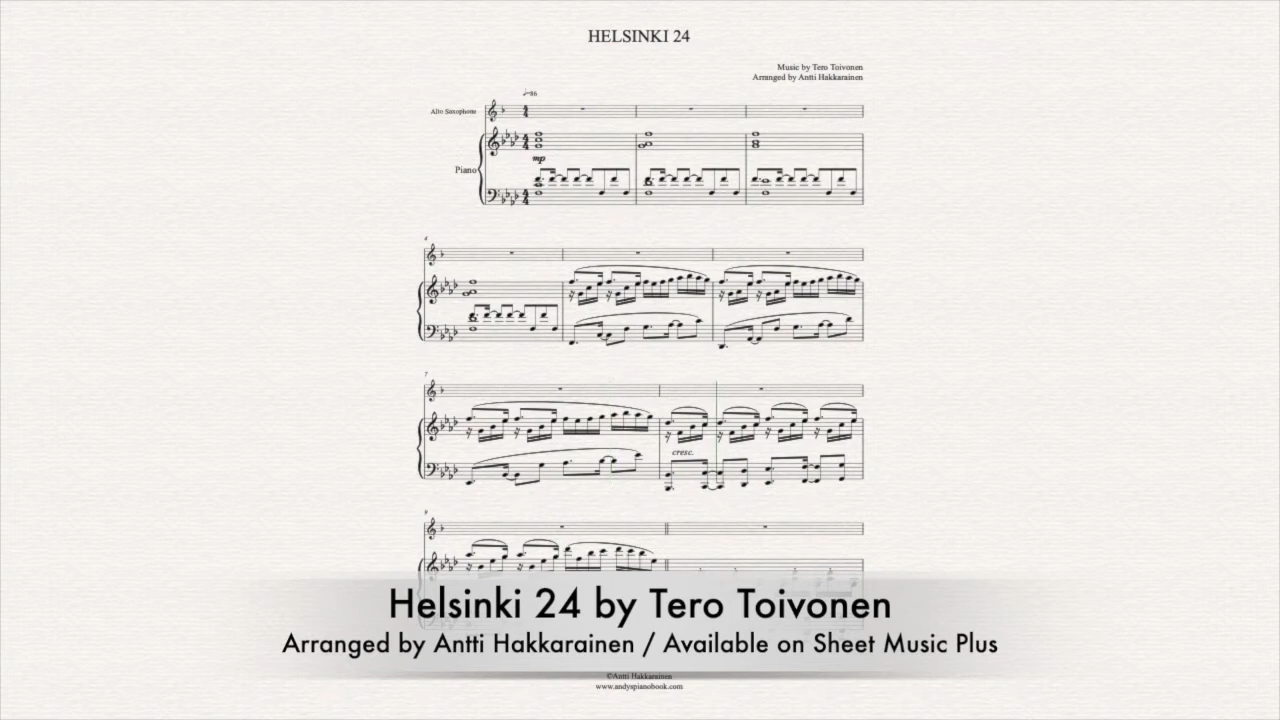 HELSINKI 24
Music by Tero Toivonen
Arranged by Antti Hakkarainen
♩=86
Alto Saxophone
mp
Piano
4
7
cresc.
9
Helsinki 24 by Tero Toivonen
Arranged by Antti Hakkarainen / Available on Sheet Music Plus
©Antti Hakkarainen
www.andyspianobook.com